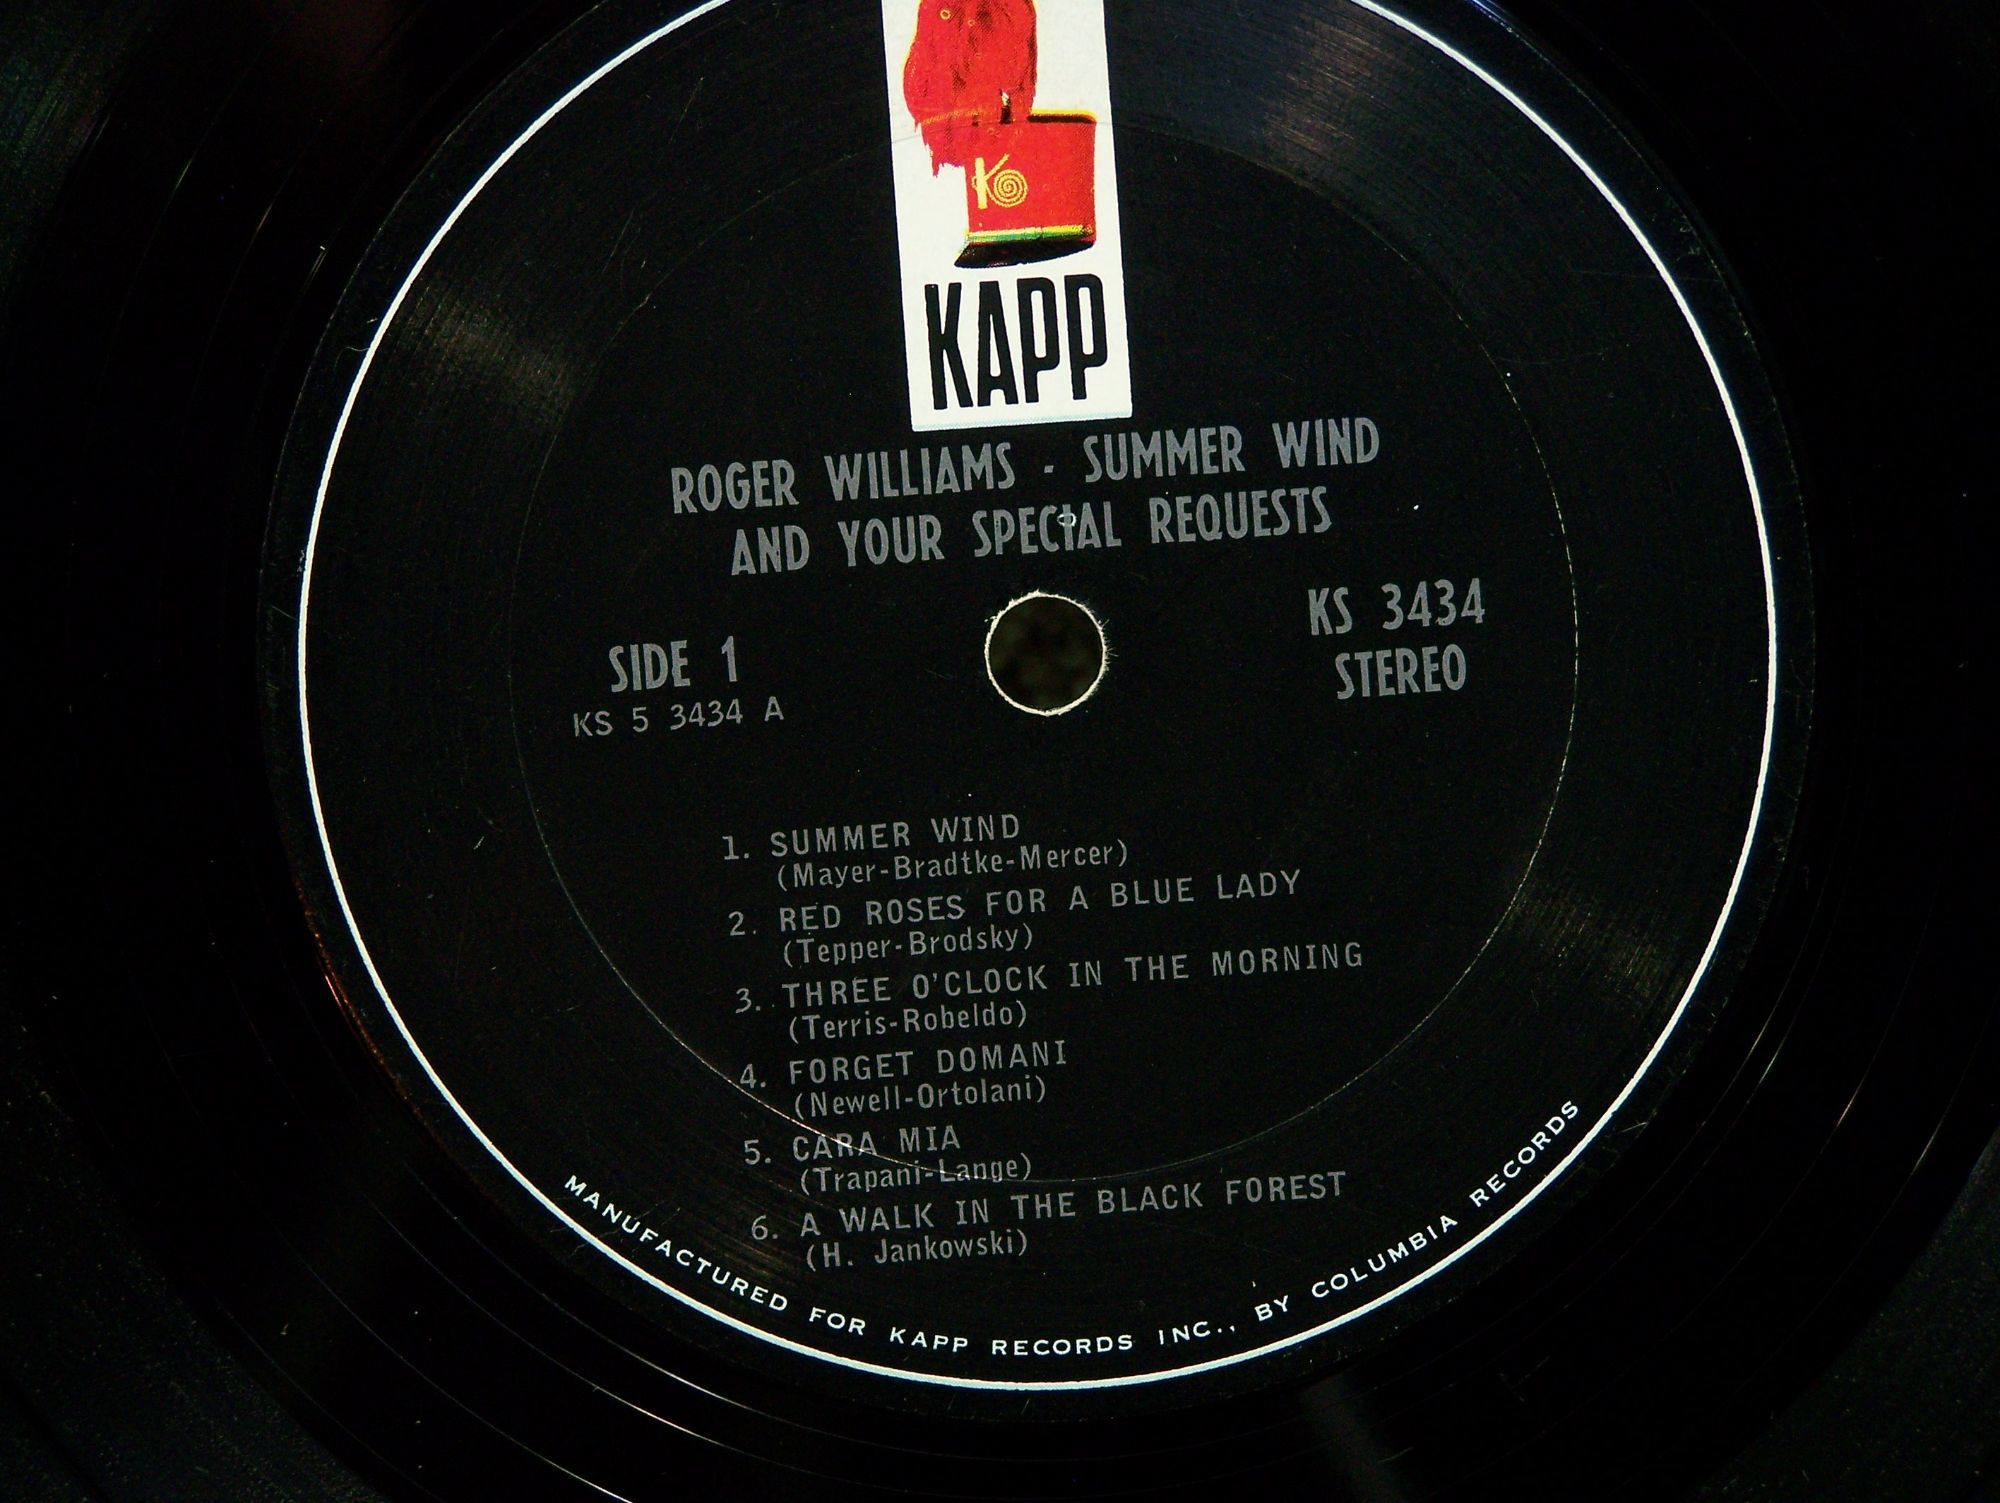 K
KAPP
ROGER WILLIAMS - SUMMER WIND
AND YOUR SPECIAL REQUESTS
SIDE 1
KS 5 3434 A
KS 3434
STEREO
1. SUMMER WIND
(Mayer-Bradtke-Mercer)
2. RED ROSES FOR A BLUE LADY
(Tepper-Brodsky)
3. THREE O'CLOCK IN THE MORNING
(Terris-Robeldo)
4. FORGET DOMANI
(Newell-Ortolani)
5. CARA MIA
(Trapani-Lange)
6. A WALK IN THE BLACK FOREST
(H. Jankowski)
MANUFACTURED FOR KAPP RECORDS INC., BY COLUMBIA RECORDS